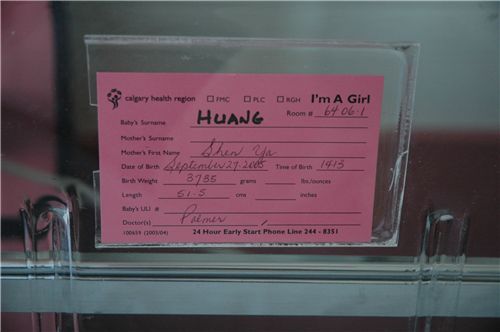 calgary health region ☐ FMC ☐ PLC ☐ RGH I'm A Girl
Baby's Surname HUANG Room # 6406-1
Mother's Surname
Mother's First Name Shen Ya
Date of Birth September 27-2005 Time of Birth 1413
Birth Weight 3735 grams lbs/ounces
Length 51.5 cms inches
Baby's ULI #
Doctor(s) Palmer /
100659 (2003/04) 24 Hour Early Start Phone Line 244 - 8351